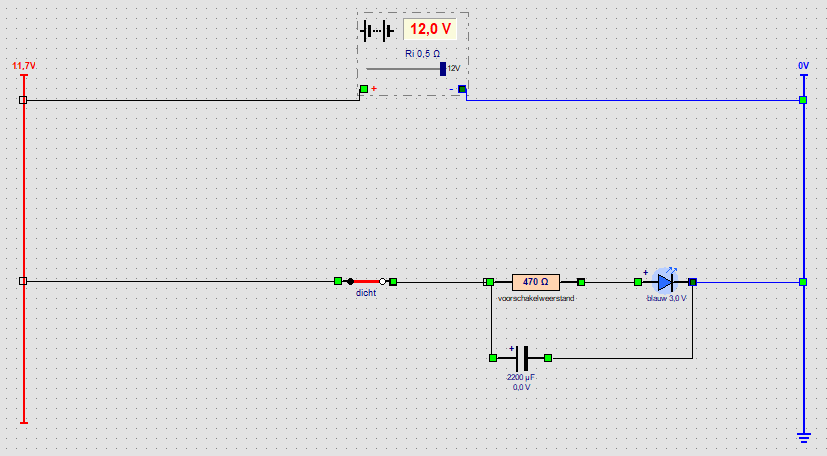 12,0 V
Ri 0,5 Ω
11,7V
12V
0V
+
-
dicht
470 Ω
voorschakelweerstand
+
blauw 3,0 V
+
2200 µF
0,0 V